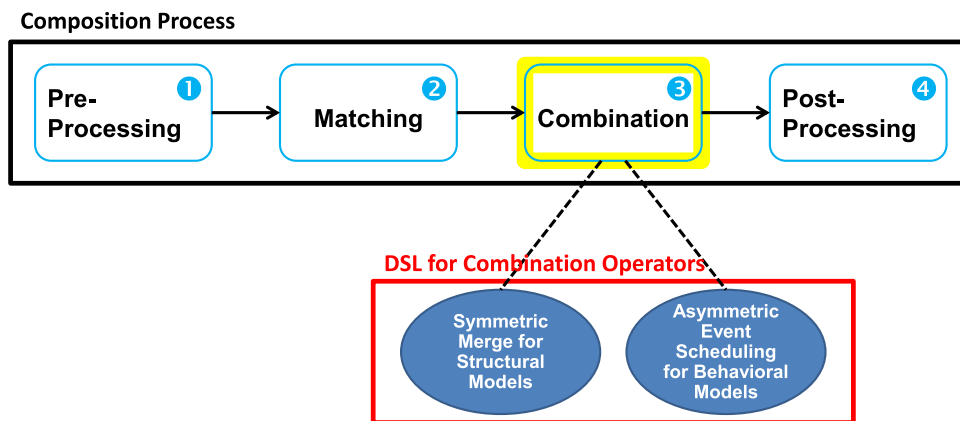 Composition Process
1
Pre-
Processing
2
Matching
3
Combination
4
Post-
Processing
DSL for Combination Operators
Symmetric
Merge for
Structural
Models
Asymmetric
Event
Scheduling
for Behavioral
Models